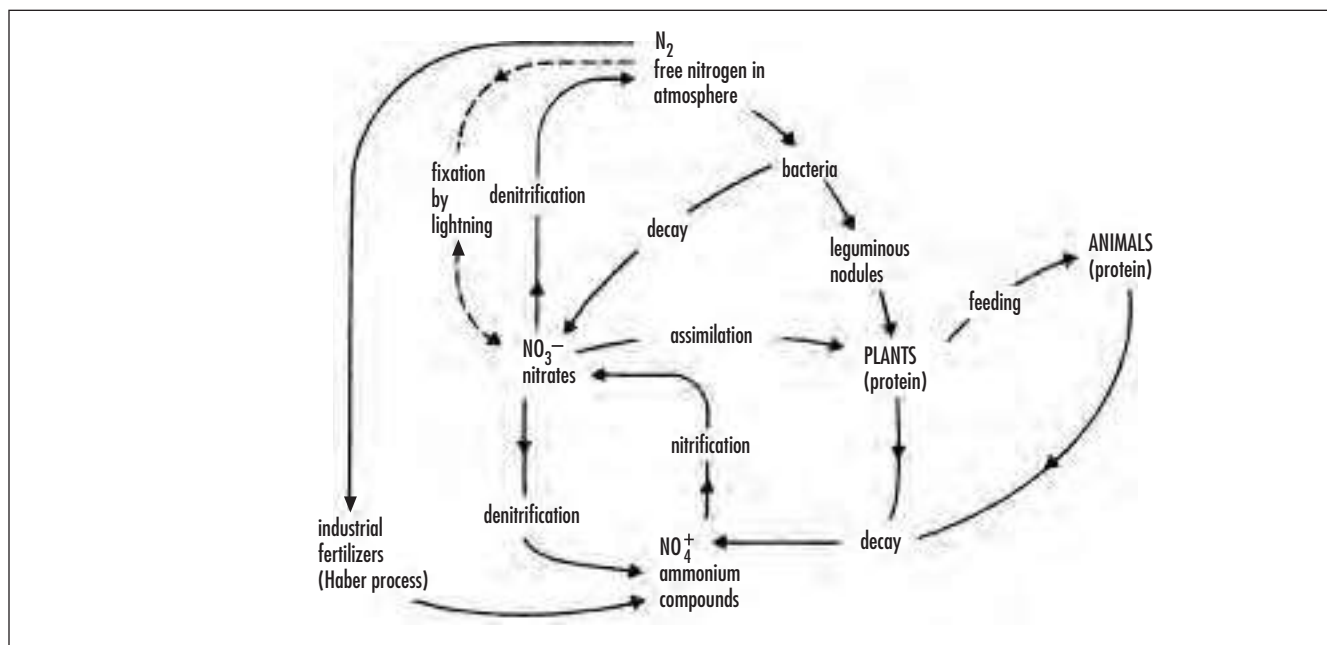 N₂
free nitrogen in
atmosphere
bacteria
fixation
by
lightning
denitrification
decay
leguminous
nodules
ANIMALS
(protein)
feeding
assimilation
NO₃⁻
nitrates
PLANTS
(protein)
nitrification
denitrification
industrial
fertilizers
(Haber process)
NO₄⁺
ammonium
compounds
decay